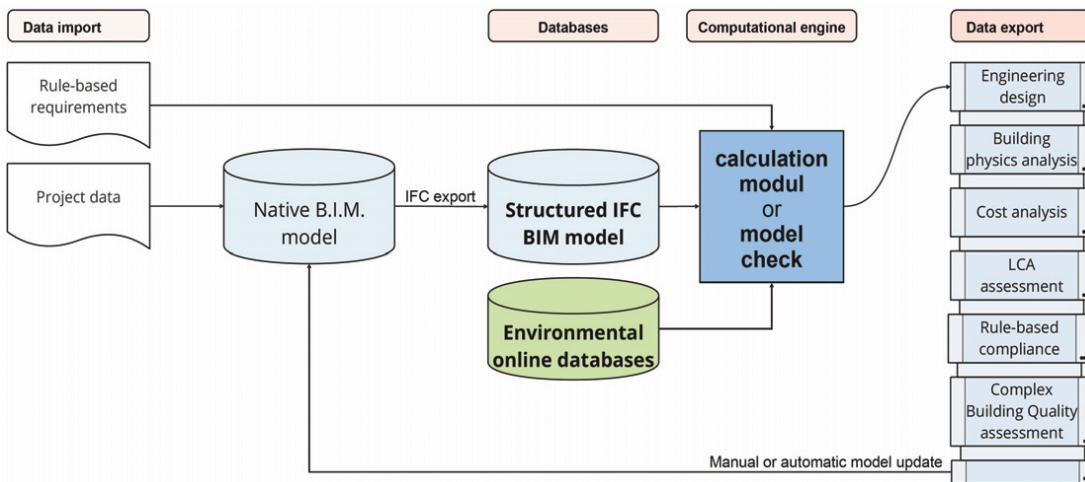 Data import
Databases
Computational engine
Data export
Rule-based
requirements
Project data
Native B.I.M.
model
IFC export
Structured IFC
BIM model
Environmental
online databases
calculation
modul
or
model
check
Engineering
design
Building
physics analysis
Cost analysis
LCA
assessment
Rule-based
compliance
Complex
Building Quality
assessment
Manual or automatic model update